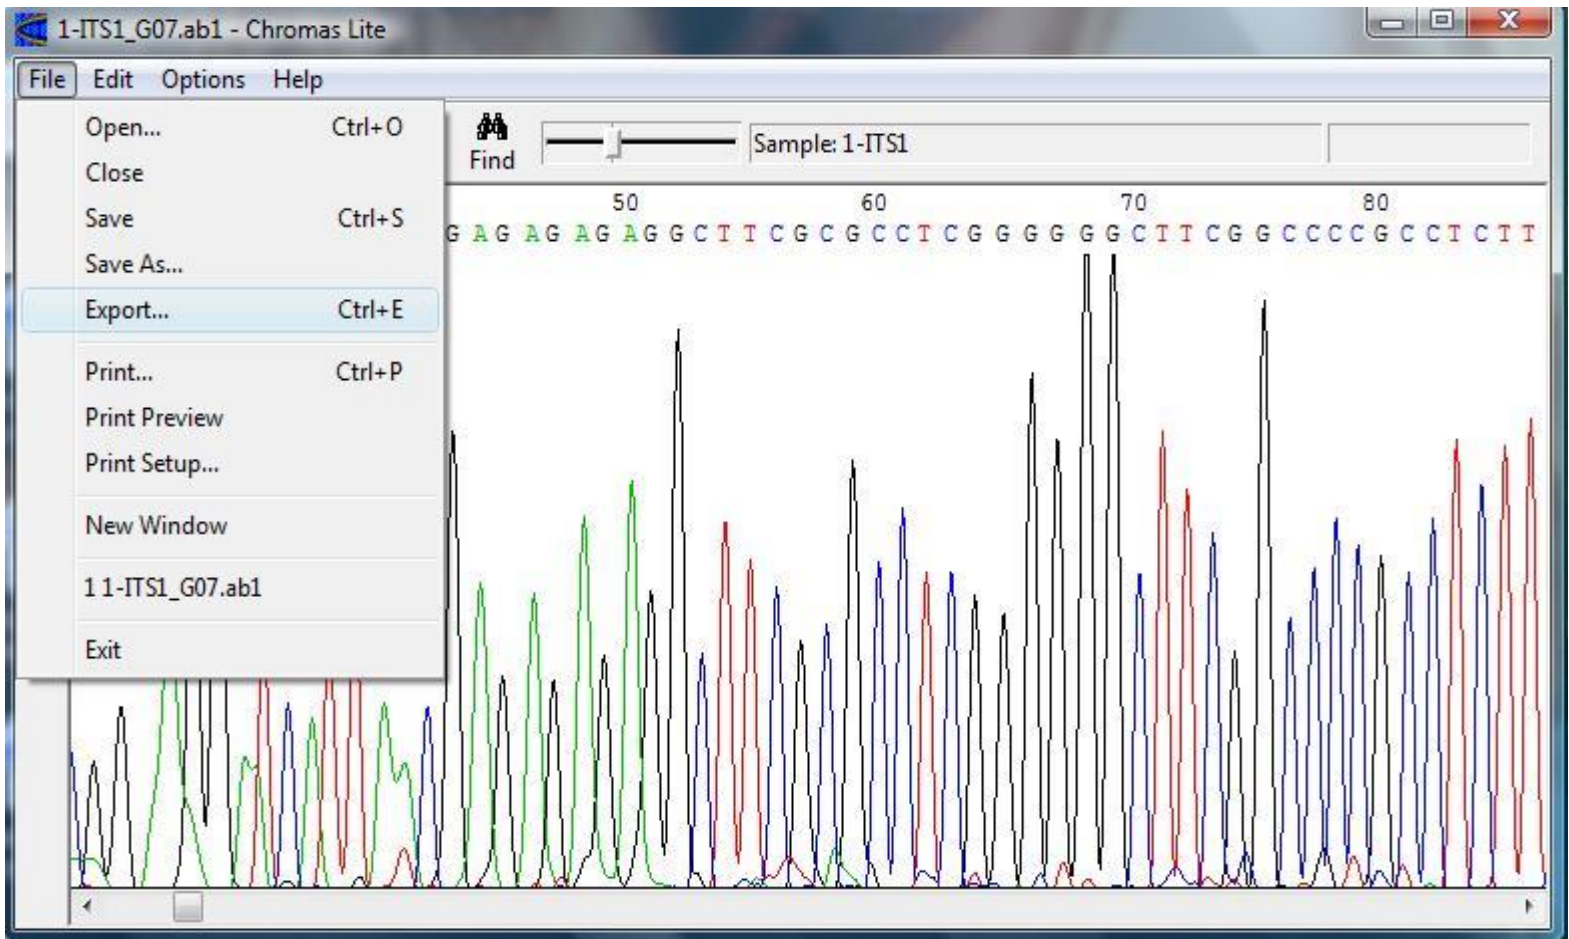 1-ITS1_G07.ab1 - Chromas Lite
File Edit Options Help
Open... Ctrl+O
Close
Save Ctrl+S
Save As...
Export... Ctrl+E
Print... Ctrl+P
Print Preview
Print Setup...
New Window
1 1-ITS1_G07.ab1
Exit
Find
Sample: 1-ITS1
50 60 70 80
G A G A G A G A G G C T T C G C G C C T C G G G G G G C T T C G G C C C C G C C T C T T